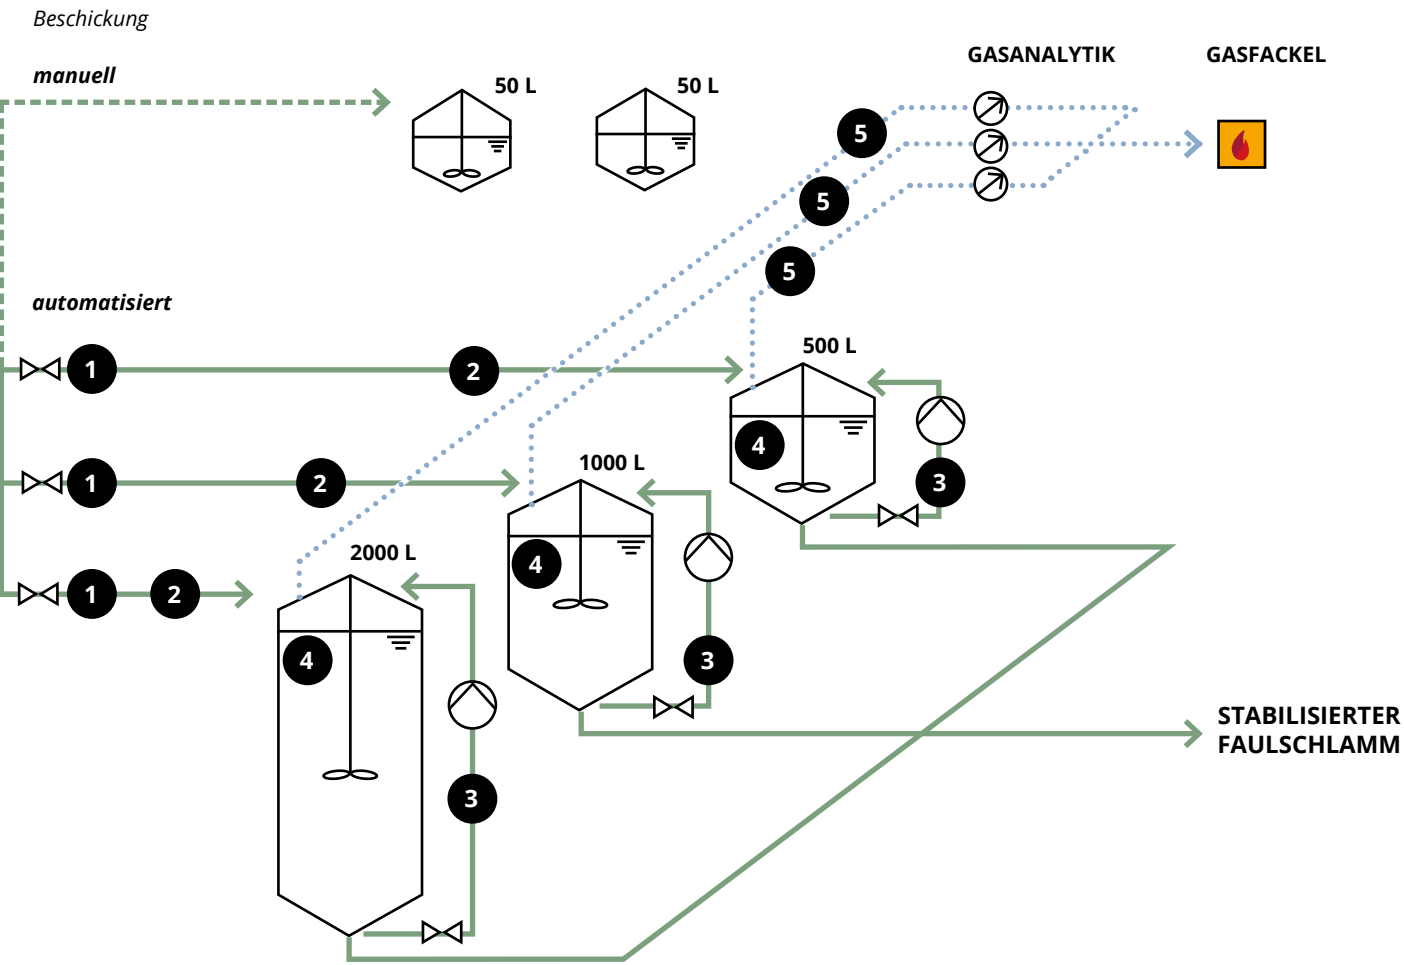 Beschickung
manuell
50 L
50 L
GASANALYTIK
GASFACKEL
5
5
5
automatisiert
500 L
1
2
4
3
1000 L
1
2
4
3
2000 L
1
2
4
3
STABILISIERTER
FAULSCHLAMM